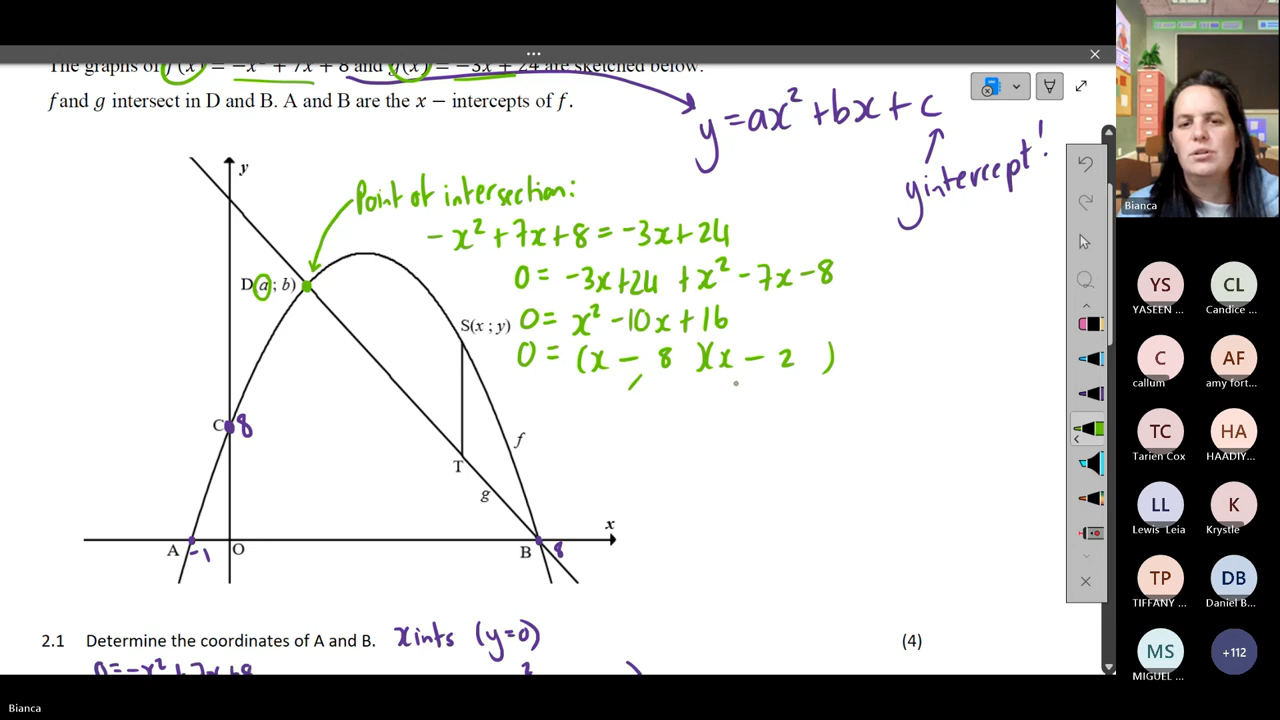 The graphs of f(x) = −x² + 7x + 8 and g(x) = −3x + 24 are sketched below.
f and g intersect in D and B. A and B are the x − intercepts of f.
y = ax² + bx + c
y intercept!
y
Point of intersection:
-x² + 7x + 8 = -3x + 24
0 = -3x + 24 + x² - 7x - 8
0 = x² - 10x + 16
0 = (x - 8)(x - 2)
D(a ; b)
S(x ; y)
C 8
f
T
g
x
A -1 O B 8
2.1 Determine the coordinates of A and B. x ints (y=0) (4)
0 = -x² + 7x + 8
Bianca
YS CL
YASEEN ... Candice ...
C AF
callum amy fort...
TC HA
Tarien Cox HAADIY...
LL K
Lewis Leia Krystle
TP DB
TIFFANY ... Daniel B...
MS +112
MIGUEL ...
Bianca